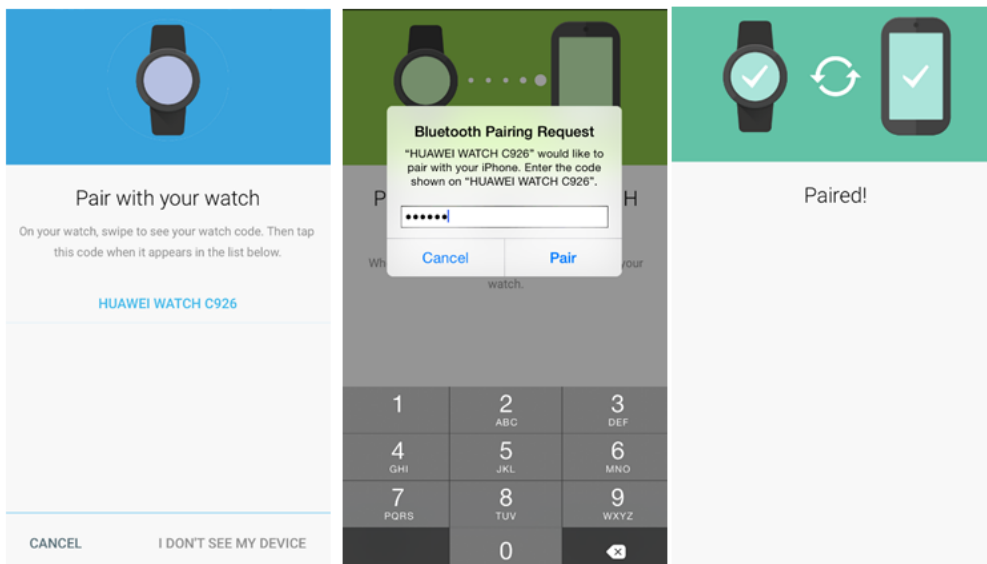 Pair with your watch
On your watch, swipe to see your watch code. Then tap
this code when it appears in the list below.
HUAWEI WATCH C926
CANCEL
I DON'T SEE MY DEVICE
Bluetooth Pairing Request
"HUAWEI WATCH C926" would like to
pair with your iPhone. Enter the code
shown on "HUAWEI WATCH C926".
••••••
Cancel
Pair
P
H
Wh
your
watch.
1
2
ABC
3
DEF
4
GHI
5
JKL
6
MNO
7
PQRS
8
TUV
9
WXYZ
0
Paired!